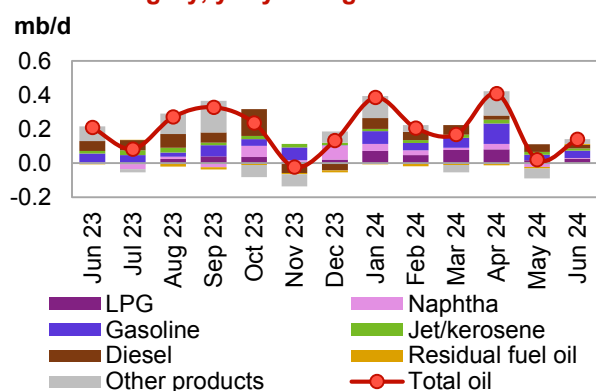 mb/d
0.6
0.4
0.2
0.0
-0.2
Jun 23
Jul 23
Aug 23
Sep 23
Oct 23
Nov 23
Dec 23
Jan 24
Feb 24
Mar 24
Apr 24
May 24
Jun 24
LPG
Naphtha
Gasoline
Jet/kerosene
Diesel
Residual fuel oil
Other products
Total oil